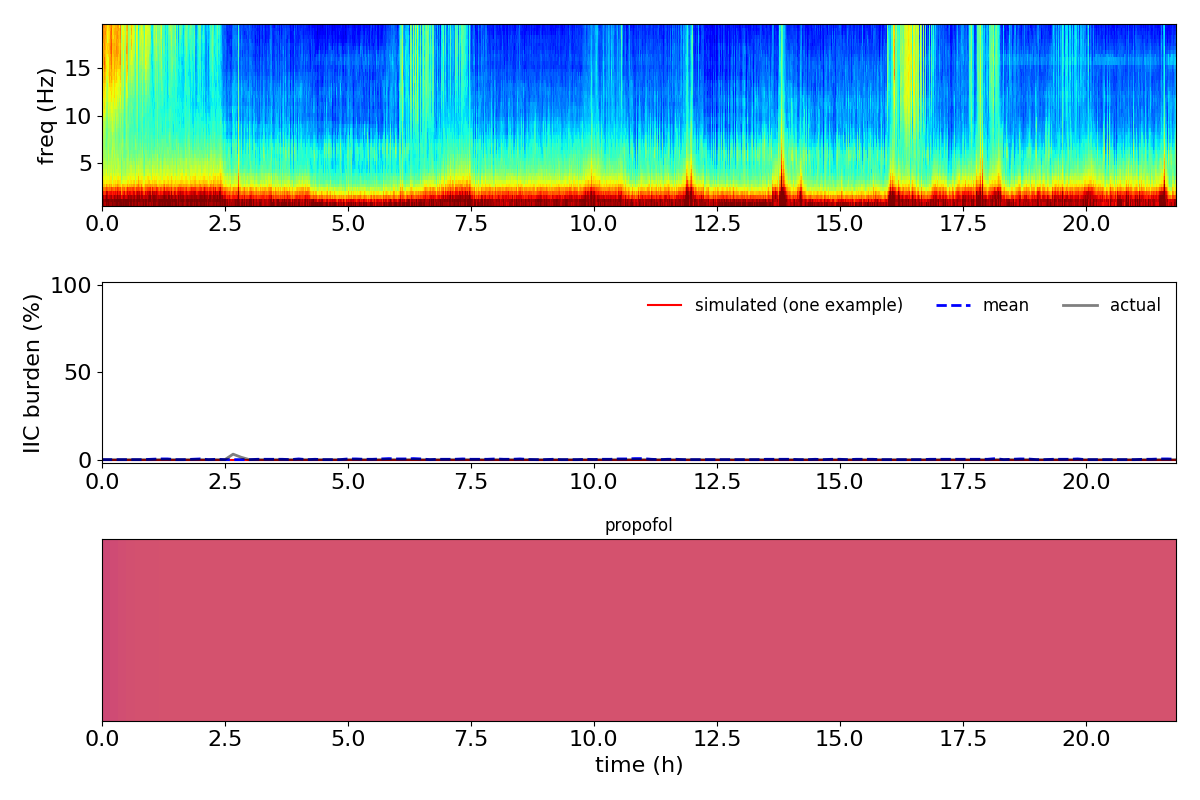 freq (Hz)
15
10
5
0.0 2.5 5.0 7.5 10.0 12.5 15.0 17.5 20.0
IIC burden (%)
100
50
0
simulated (one example) mean actual
0.0 2.5 5.0 7.5 10.0 12.5 15.0 17.5 20.0
propofol
0.0 2.5 5.0 7.5 10.0 12.5 15.0 17.5 20.0
time (h)